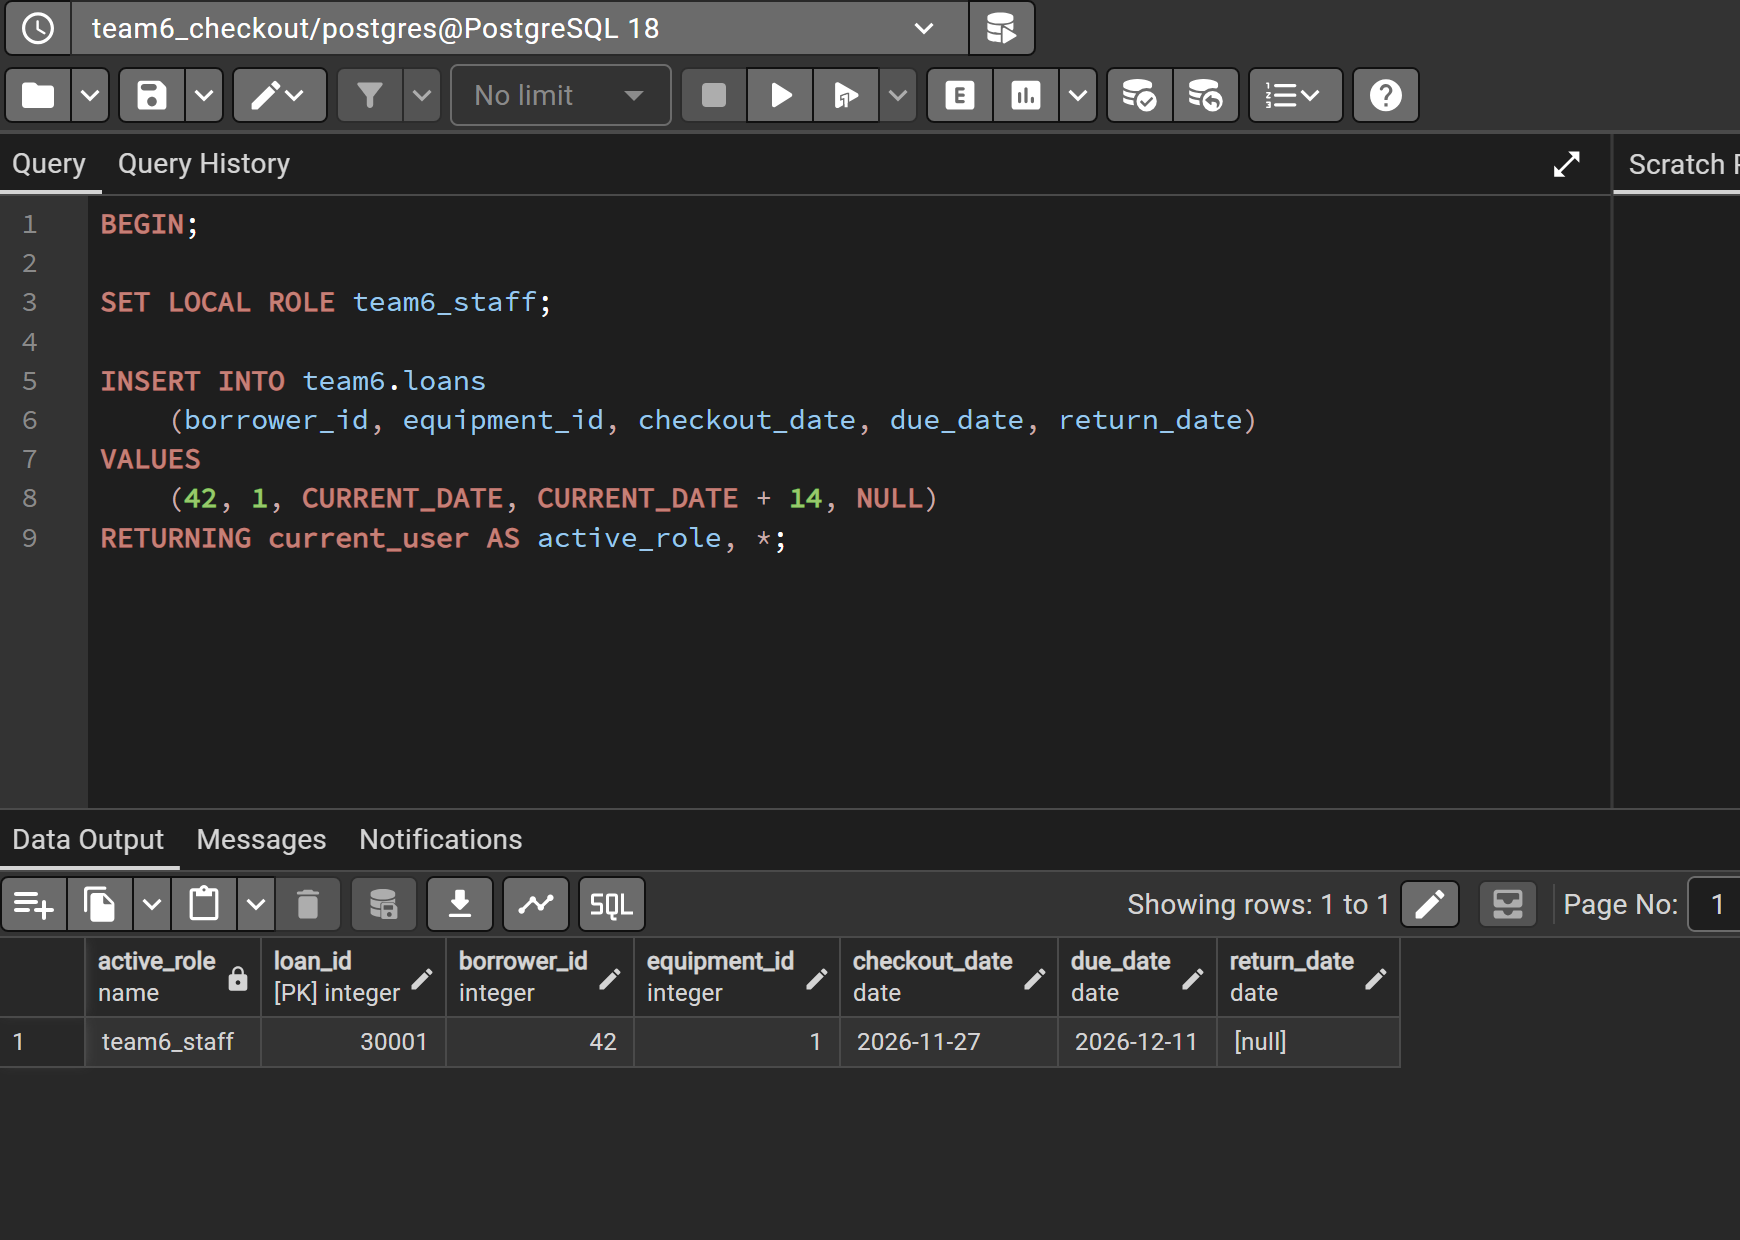 team6_checkout/postgres@PostgreSQL 18
No limit
Query Query History
Scratch P
1 BEGIN;
2
3 SET LOCAL ROLE team6_staff;
4
5 INSERT INTO team6.loans
6 (borrower_id, equipment_id, checkout_date, due_date, return_date)
7 VALUES
8 (42, 1, CURRENT_DATE, CURRENT_DATE + 14, NULL)
9 RETURNING current_user AS active_role, *;
Data Output Messages Notifications
SQL Showing rows: 1 to 1 Page No: 1
active_role loan_id borrower_id equipment_id checkout_date due_date return_date
name [PK] integer integer integer date date date
1 team6_staff 30001 42 1 2026-11-27 2026-12-11 [null]